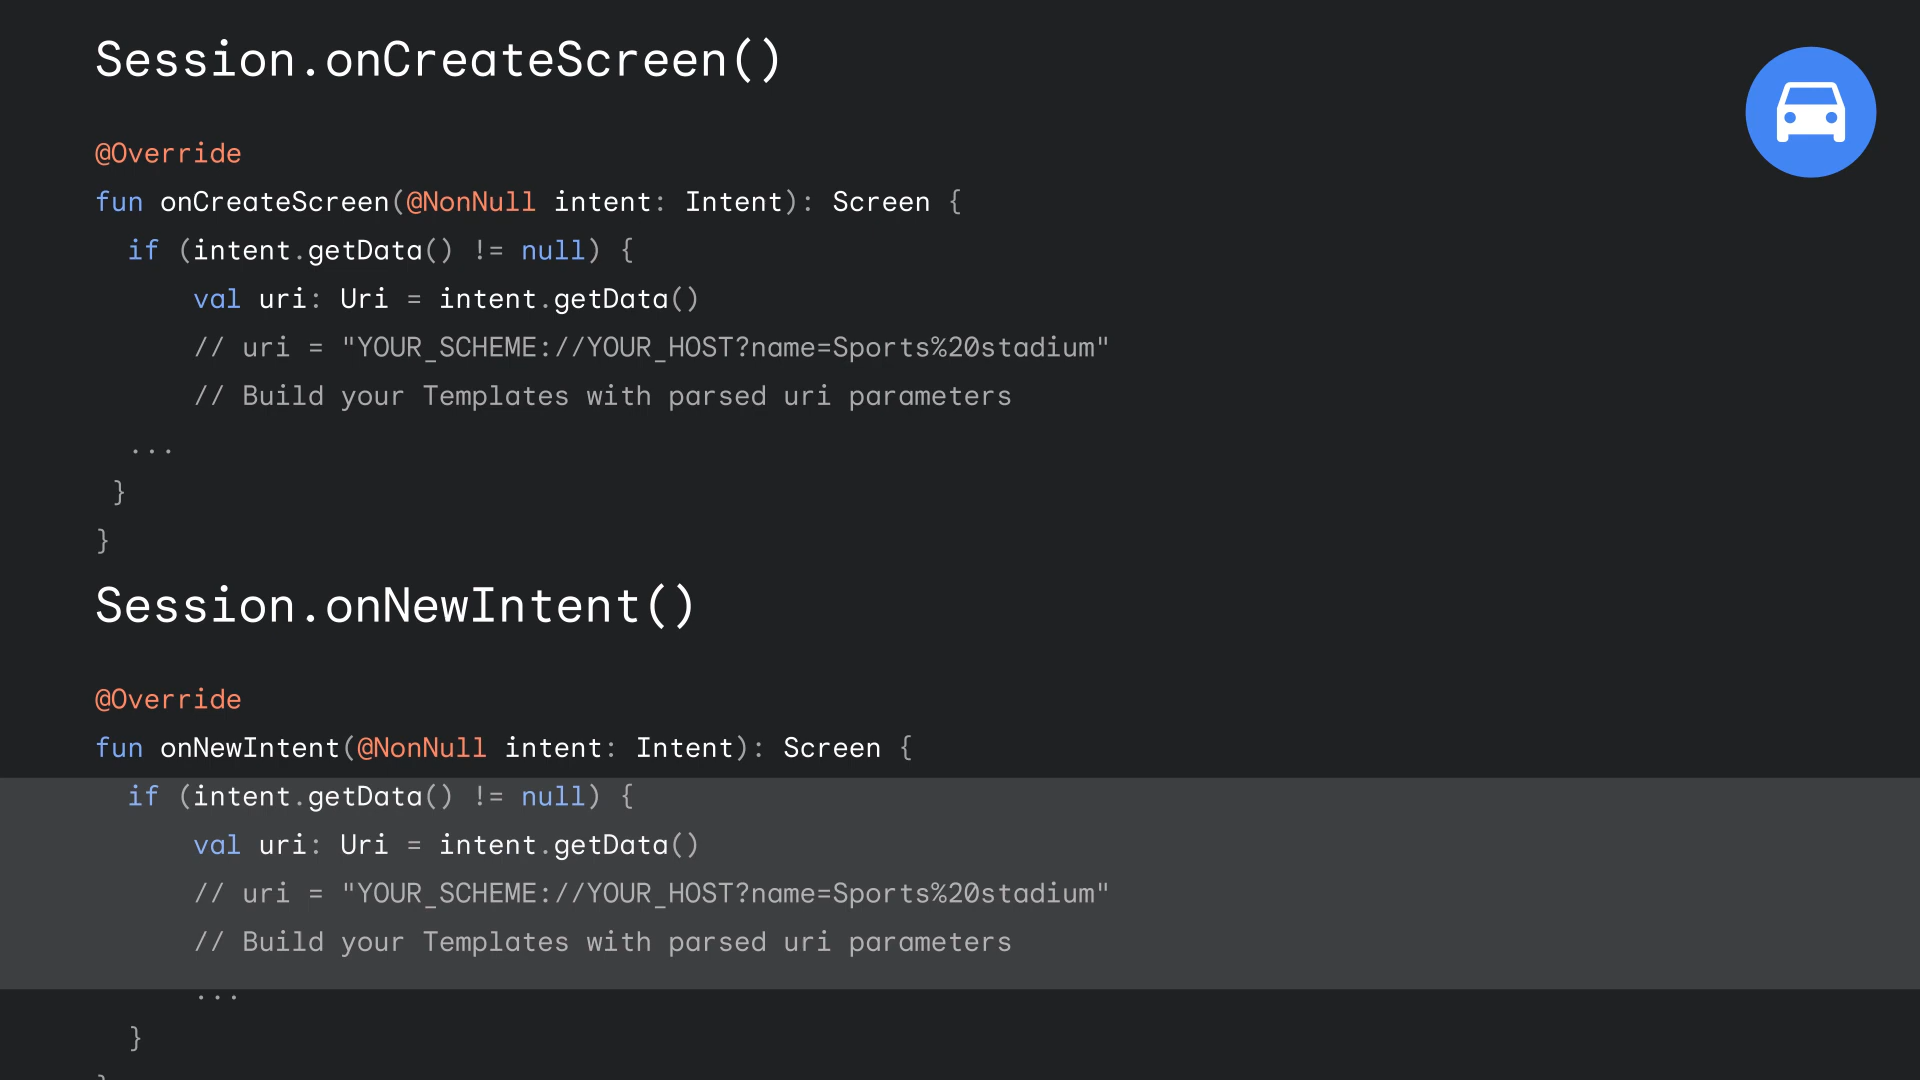 Session.onCreateScreen()
@Override
fun onCreateScreen(@NonNull intent: Intent): Screen {
if (intent.getData() != null) {
val uri: Uri = intent.getData()
// uri = "YOUR_SCHEME://YOUR_HOST?name=Sports%20stadium"
// Build your Templates with parsed uri parameters
...
}
}
Session.onNewIntent()
@Override
fun onNewIntent(@NonNull intent: Intent): Screen {
if (intent.getData() != null) {
val uri: Uri = intent.getData()
// uri = "YOUR_SCHEME://YOUR_HOST?name=Sports%20stadium"
// Build your Templates with parsed uri parameters
...
}
}